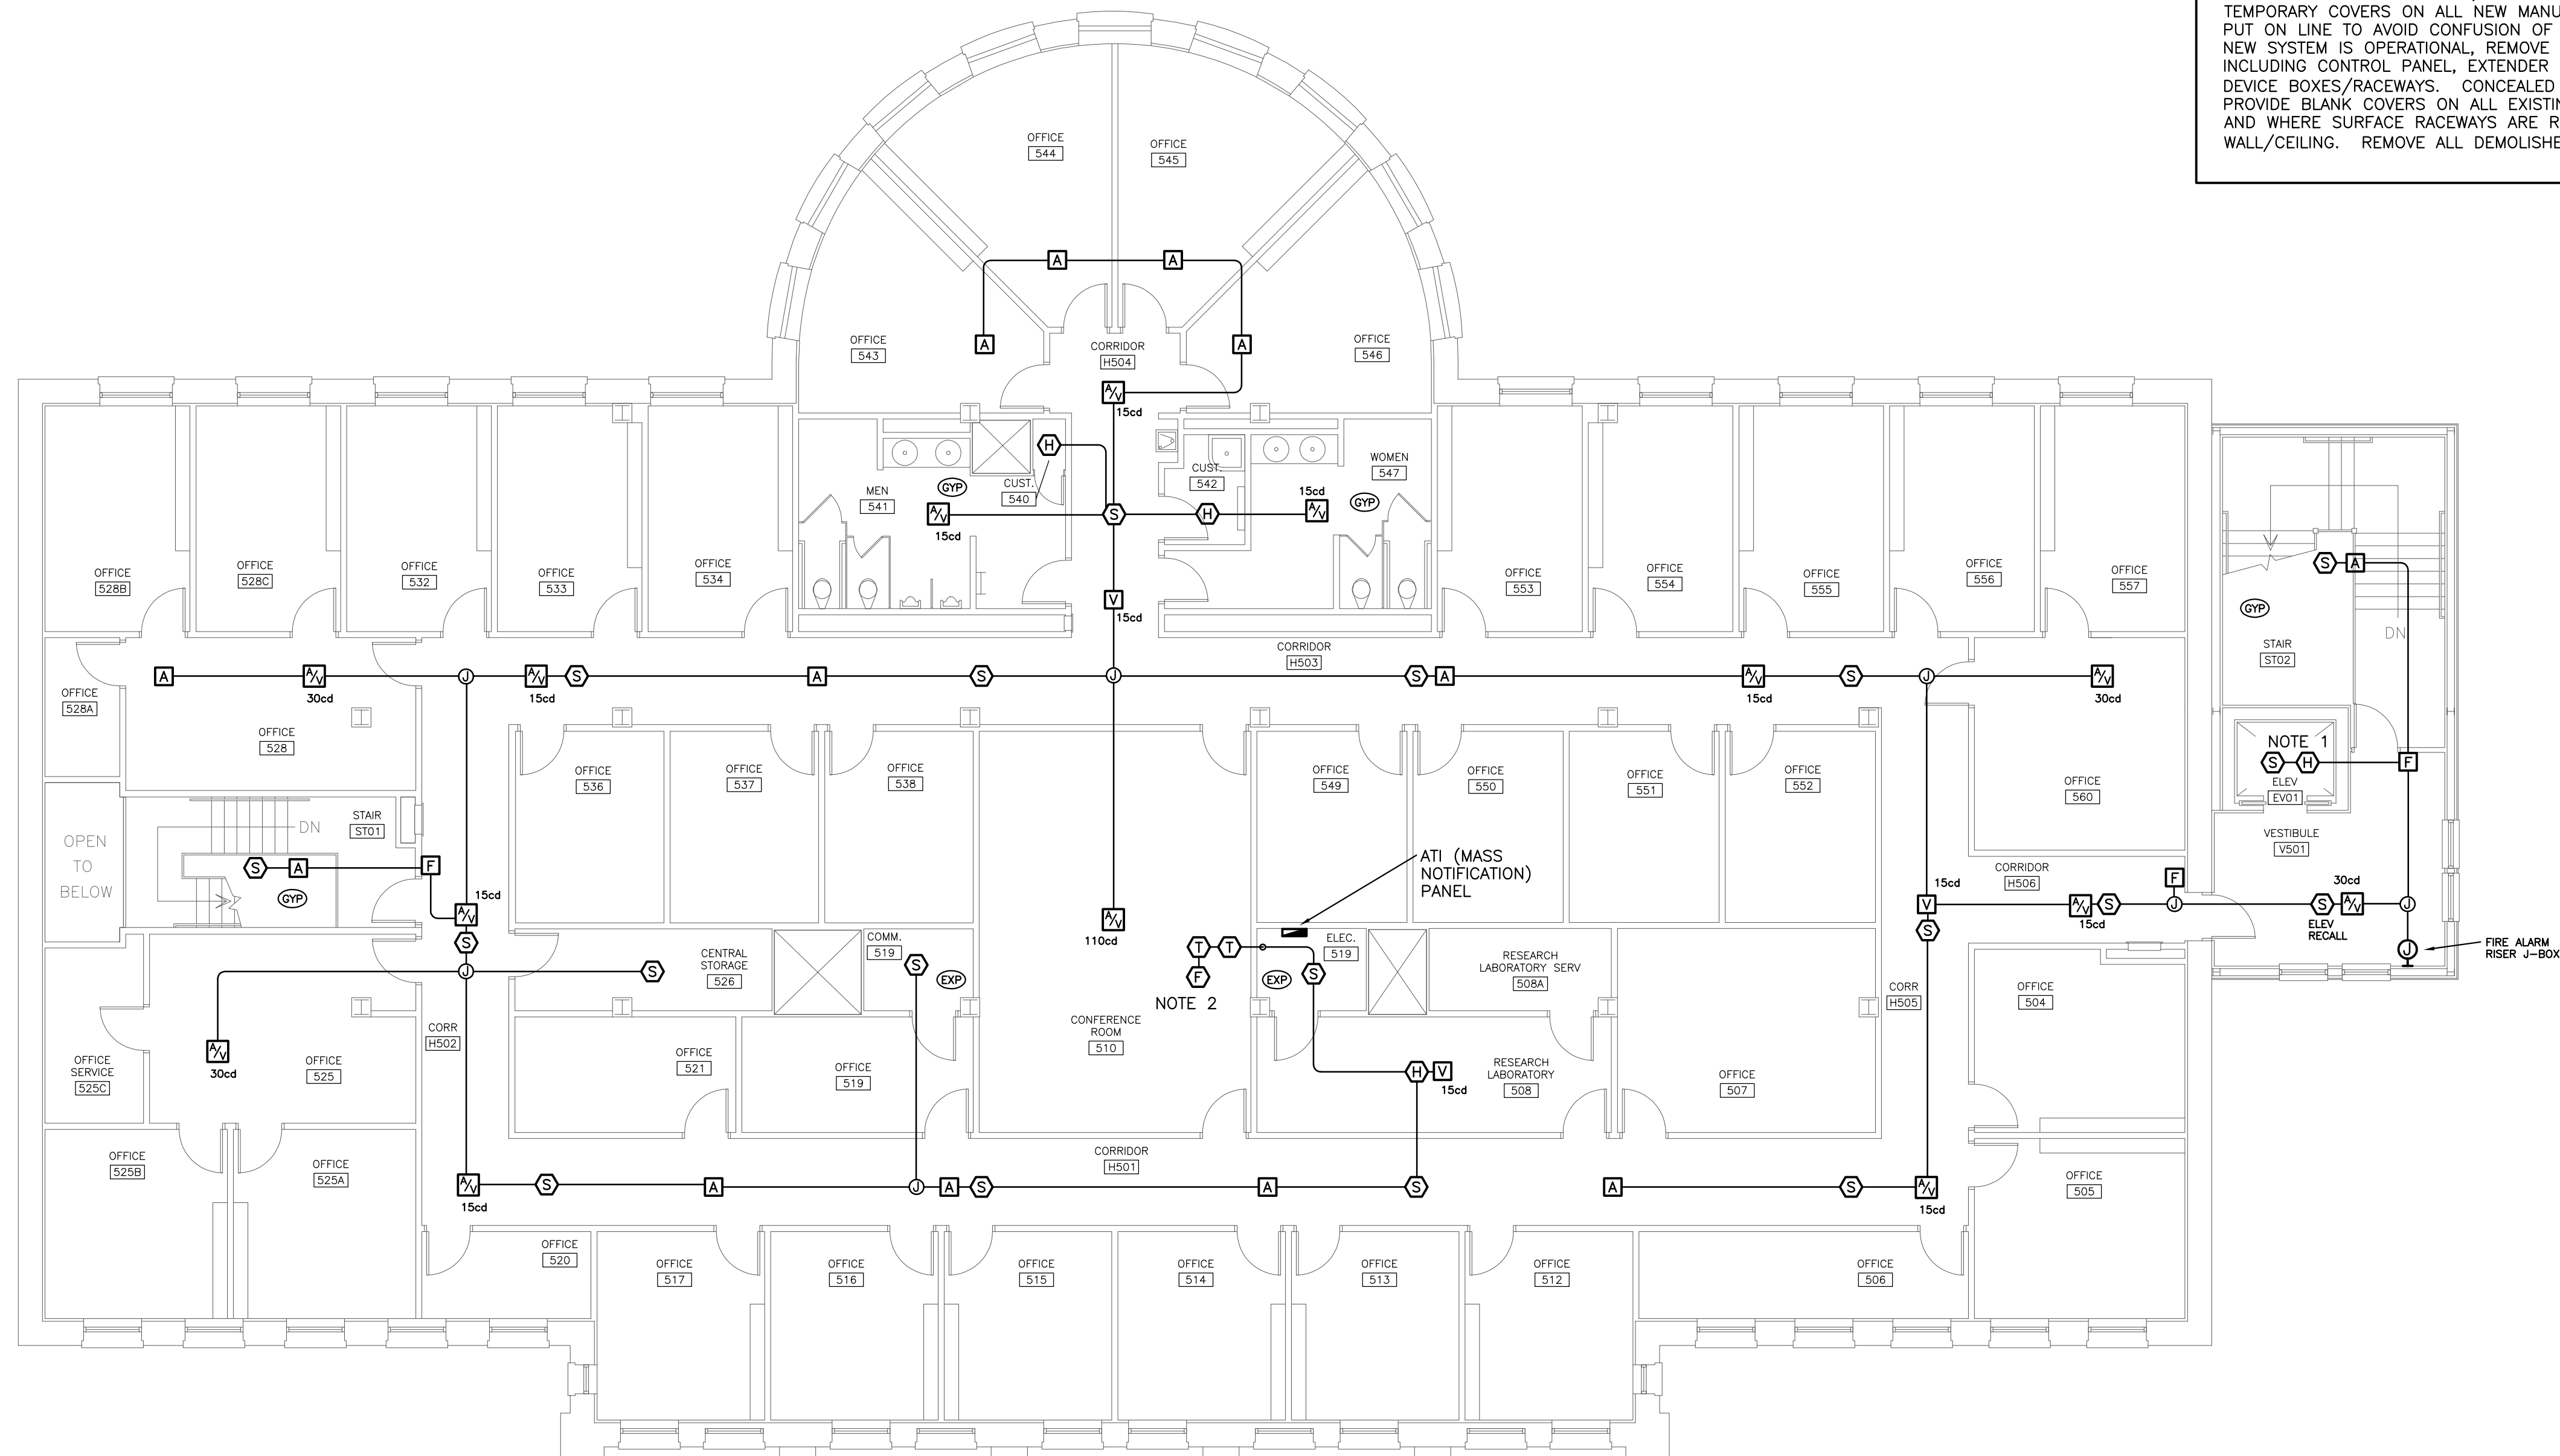 TEMPORARY COVERS ON ALL NEW MANU
PUT ON LINE TO AVOID CONFUSION OF
NEW SYSTEM IS OPERATIONAL, REMOVE
INCLUDING CONTROL PANEL, EXTENDER
DEVICE BOXES/RACEWAYS. CONCEALED
PROVIDE BLANK COVERS ON ALL EXISTIN
AND WHERE SURFACE RACEWAYS ARE R
WALL/CEILING. REMOVE ALL DEMOLISHE
OFFICE
544
OFFICE
545
A
A
A
A
OFFICE
543
CORRIDOR
H504
OFFICE
546
A/V
15cd
H
CUST.
540
MEN
541
GYP
A/V
15cd
S
H
CUST.
542
WOMEN
547
GYP
15cd
A/V
V
15cd
OFFICE
528B
OFFICE
528C
OFFICE
532
OFFICE
533
OFFICE
534
OFFICE
553
OFFICE
554
OFFICE
555
OFFICE
556
OFFICE
557
S
A
GYP
STAIR
ST02
DN
CORRIDOR
H503
A
A/V
30cd
J
A/V
15cd
S
A
S
J
S
A
A/V
15cd
S
J
A/V
30cd
OFFICE
528A
OFFICE
528
OFFICE
536
OFFICE
537
OFFICE
538
OFFICE
549
OFFICE
550
OFFICE
551
OFFICE
552
OFFICE
560
NOTE 1
S
H
F
ELEV
EV01
VESTIBULE
V501
OPEN
TO
BELOW
DN
STAIR
ST01
S
A
F
GYP
15cd
A/V
S
J
S
A/V
30cd
A/V
110cd
ATI (MASS
NOTIFICATION)
PANEL
CORRIDOR
H506
15cd
V
S
A/V
15cd
S
F
J
S
ELEV
RECALL
30cd
A/V
J
J
FIRE ALARM
RISER J-BOX
CENTRAL
STORAGE
526
COMM.
519
S
EXP
T
T
F
NOTE 2
ELEC.
519
EXP
S
RESEARCH
LABORATORY SERV
508A
CORR
H505
OFFICE
504
CORR
H502
OFFICE
SERVICE
525C
OFFICE
525
OFFICE
521
OFFICE
519
CONFERENCE
ROOM
510
H
V
15cd
RESEARCH
LABORATORY
508
OFFICE
507
OFFICE
525B
OFFICE
525A
CORRIDOR
H501
A/V
15cd
S
A
J
A
S
A
S
A
S
A/V
15cd
OFFICE
505
OFFICE
520
OFFICE
517
OFFICE
516
OFFICE
515
OFFICE
514
OFFICE
513
OFFICE
512
OFFICE
506